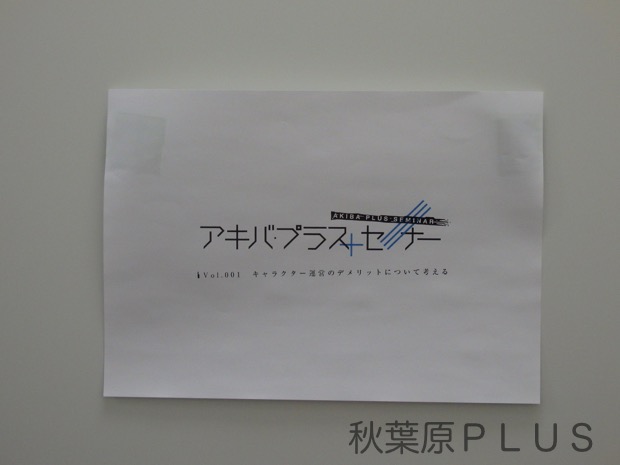 AKIBA PLUS SEMINAR
アキバ・プラス+セミナー
Vol.001 キャラクター運営のデメリットについて考える
秋葉原PLUS